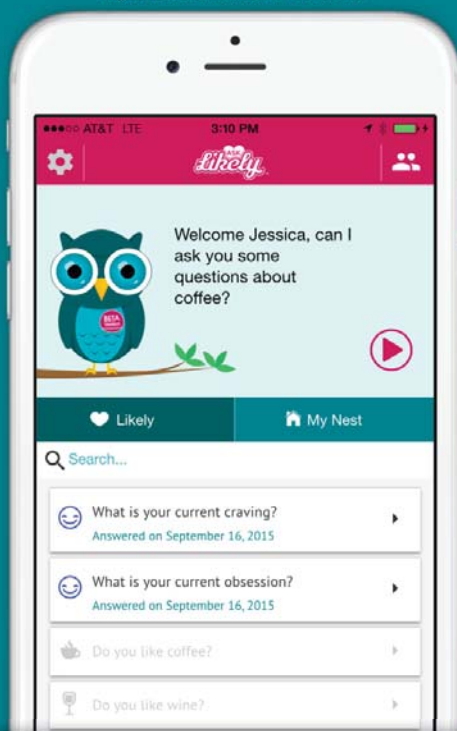 AT&T LTE 3:10 PM
ASK
Likely
Welcome Jessica, can I
ask you some
questions about
coffee?
BETA
Likely
My Nest
Search...
What is your current craving?
Answered on September 16, 2015
What is your current obsession?
Answered on September 16, 2015
Do you like coffee?
Do you like wine?